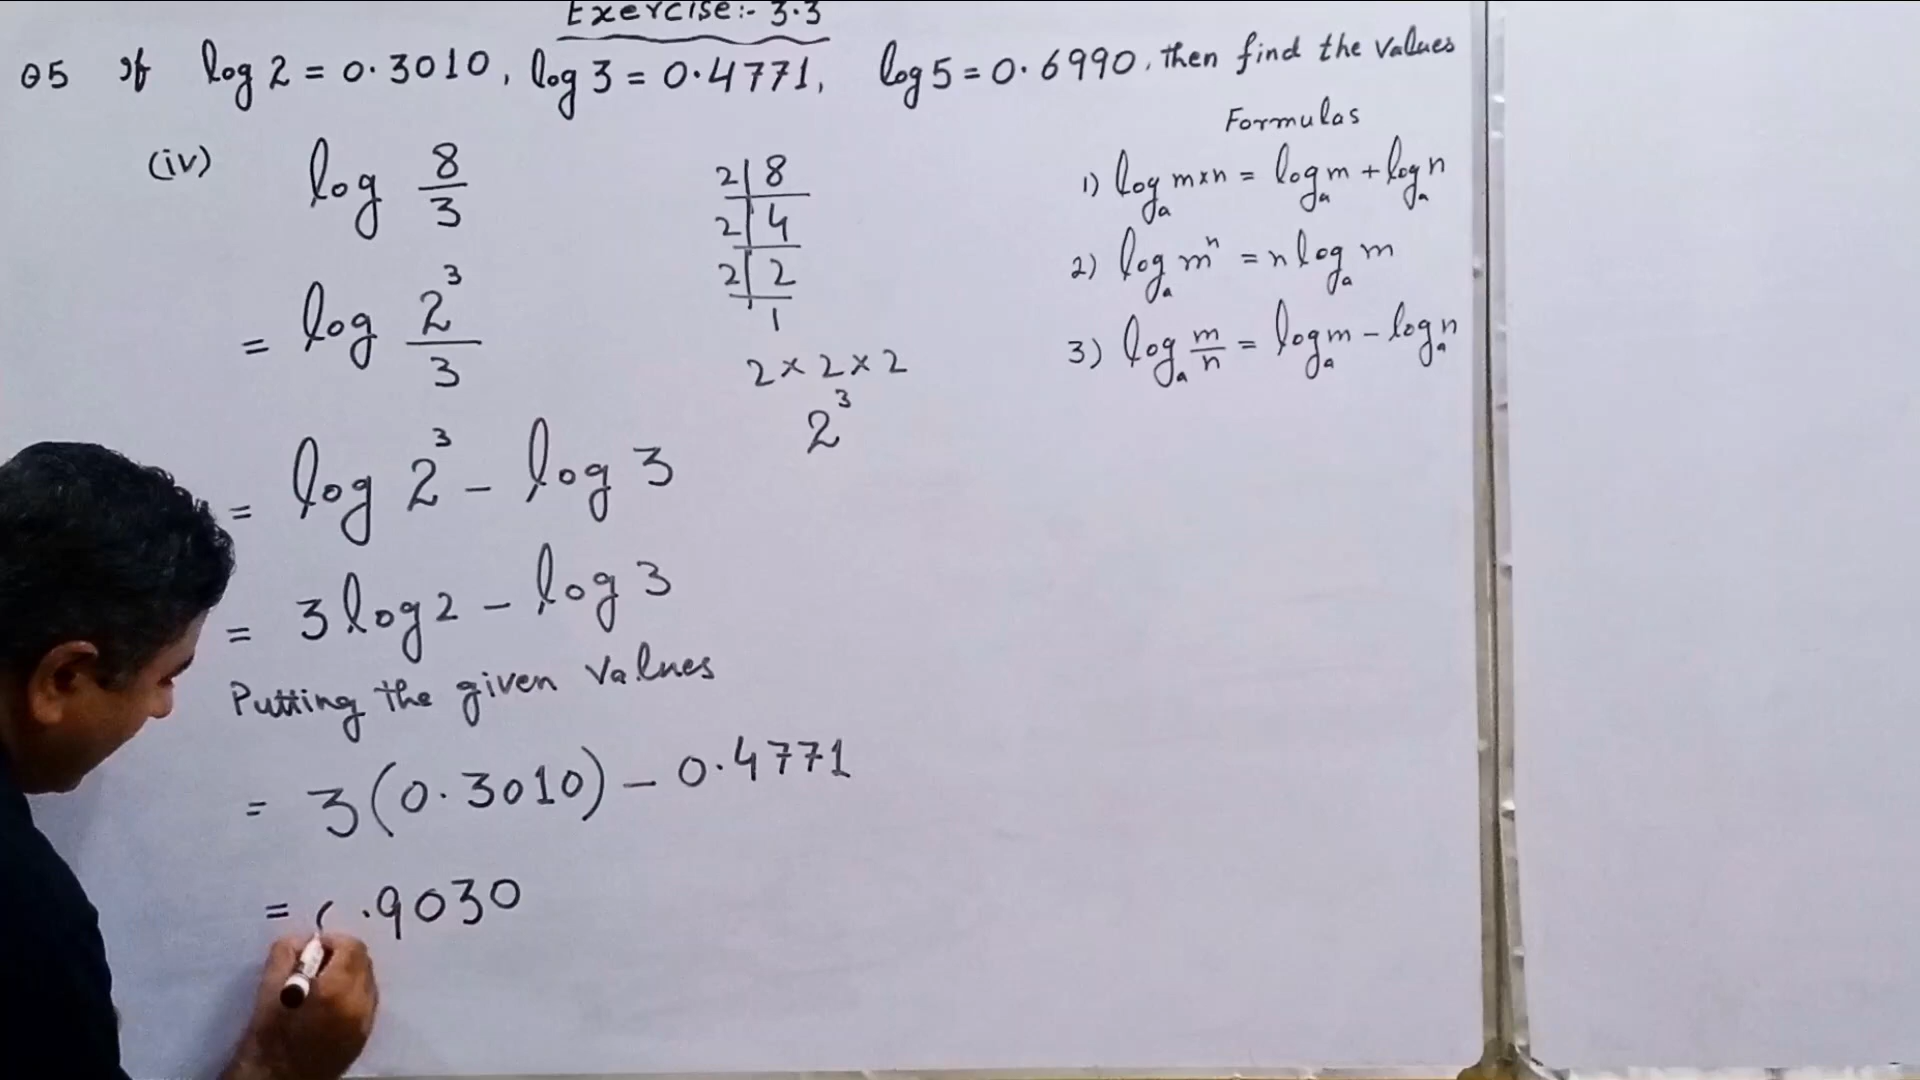 Exercise:- 3.3
Q5 If log 2 = 0.3010, log 3 = 0.4771, log 5 = 0.6990, then find the values
Formulas
(iv) log 8/3
2 | 8
2 | 4
2 | 2
1
2 × 2 × 2
2³
1) logₐ m×n = logₐ m + logₐ n
2) logₐ mⁿ = n logₐ m
3) logₐ m/n = logₐ m - logₐ n
= log 2³/3
= log 2³ - log 3
= 3 log 2 - log 3
Putting the given values
= 3(0.3010) - 0.4771
= 0.9030